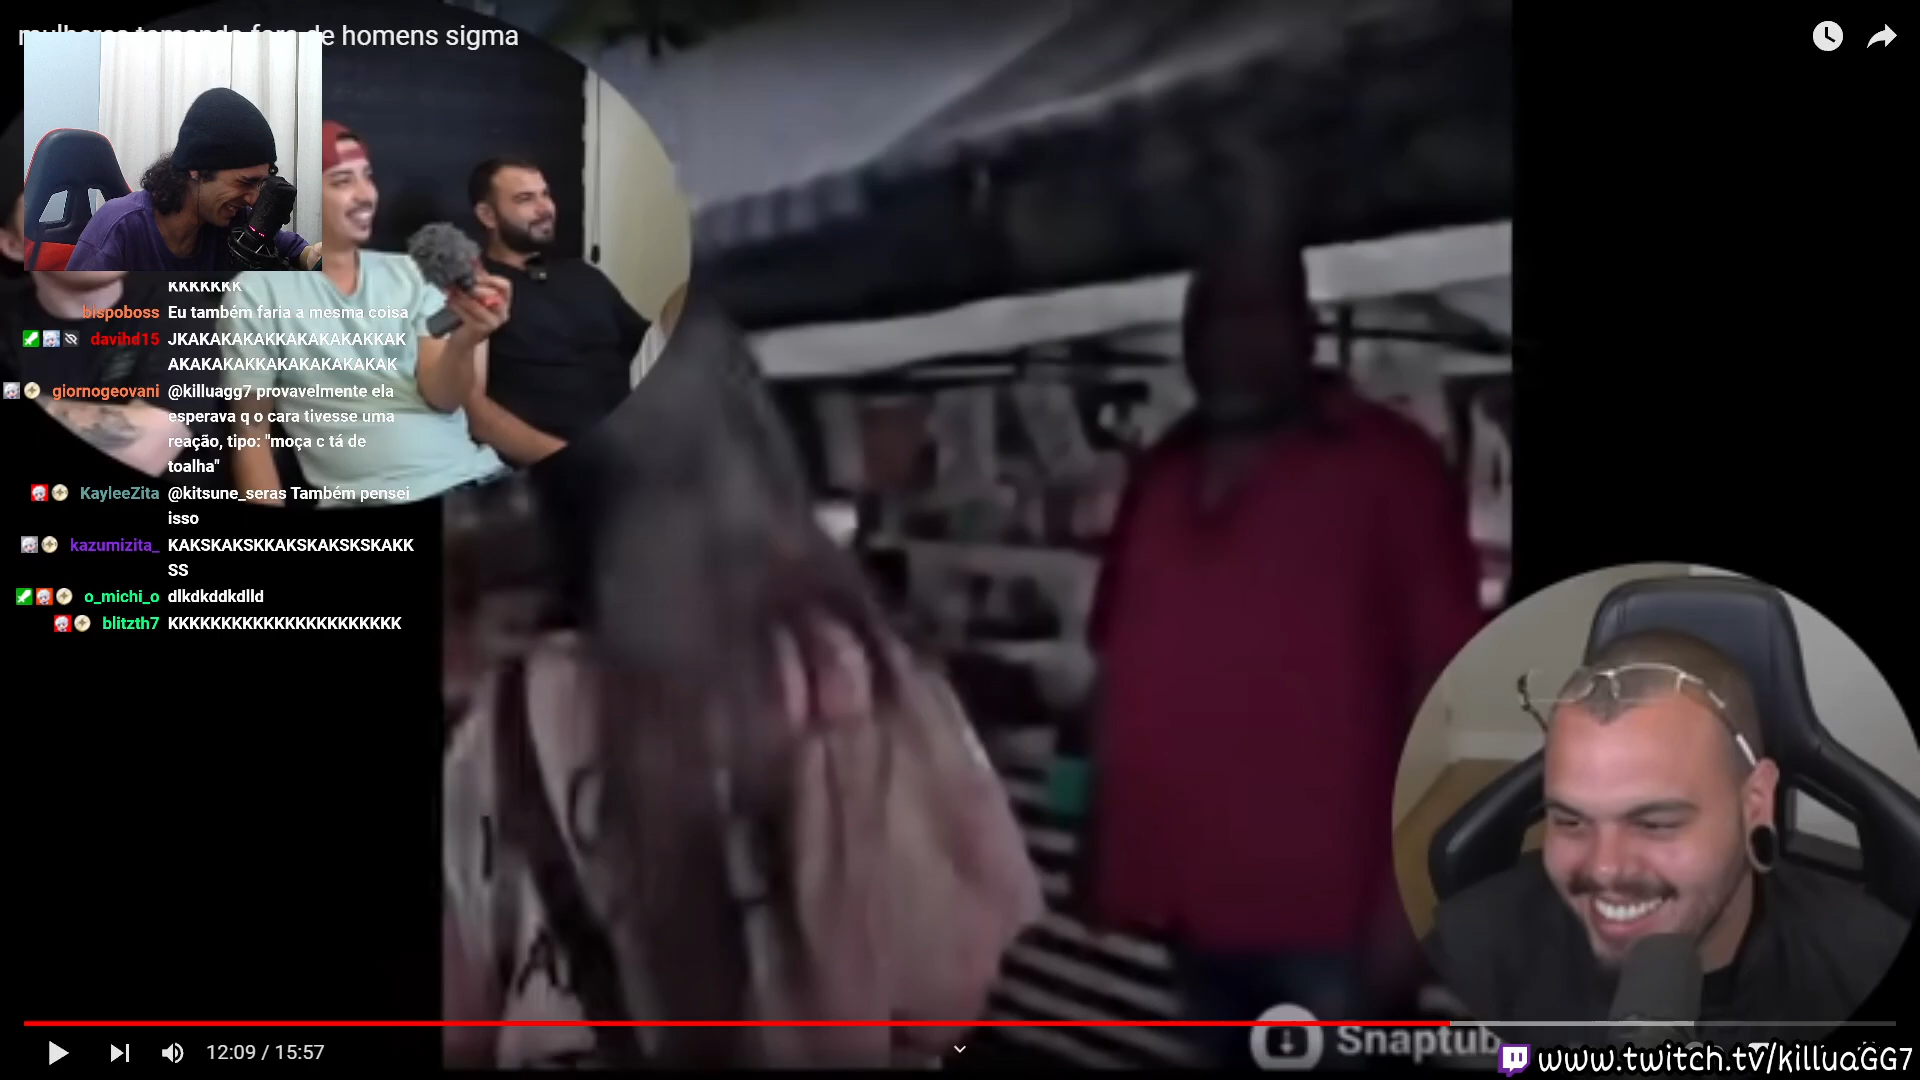 de homens sigma
KKKKKKK
bispoboss Eu também faria a mesma coisa
davihd15 JKAKAKAKAKKAKAKAKAKKAK
AKAKAKAKKAKAKAKAKAKAK
giornogeovani @killuagg7 provavelmente ela
esperava q o cara tivesse uma
reação, tipo: "moça c tá de
toalha"
KayleeZita @kitsune_seras Também pensei
isso
kazumizita_ KAKSKAKSKKAKSKAKSKSKAKK
SS
o_michi_o dlkdkddkdlld
blitzth7 KKKKKKKKKKKKKKKKKKKKKK
12:09 / 15:57
Snaptub
www.twitch.tv/killuaGG7